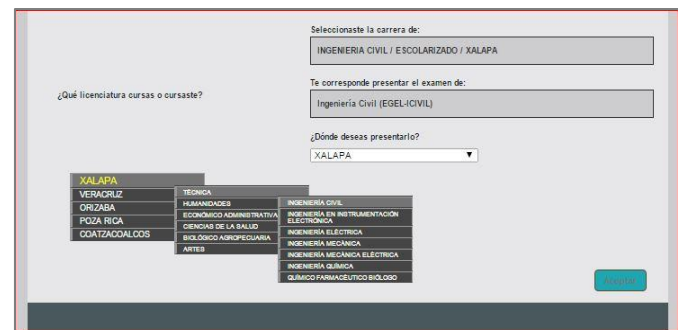 Seleccionaste la carrera de:
INGENIERIA CIVIL / ESCOLARIZADO / XALAPA
¿Qué licenciatura cursas o cursaste?
Te corresponde presentar el examen de:
Ingeniería Civil (EGEL-ICIVIL)
¿Dónde deseas presentarlo?
XALAPA
XALAPA
VERACRUZ
ORIZABA
POZA RICA
COATZACOALCOS
TÉCNICA
HUMANIDADES
ECONÓMICO ADMINISTRATIVA
CIENCIAS DE LA SALUD
BIOLÓGICO AGROPECUARIA
ARTES
INGENIERÍA CIVIL
INGENIERÍA EN INSTRUMENTACIÓN
ELECTRÓNICA
INGENIERÍA ELÉCTRICA
INGENIERÍA MECÁNICA
INGENIERÍA MECÁNICA ELÉCTRICA
INGENIERÍA QUÍMICA
QUÍMICO FARMACÉUTICO BIÓLOGO
Aceptar